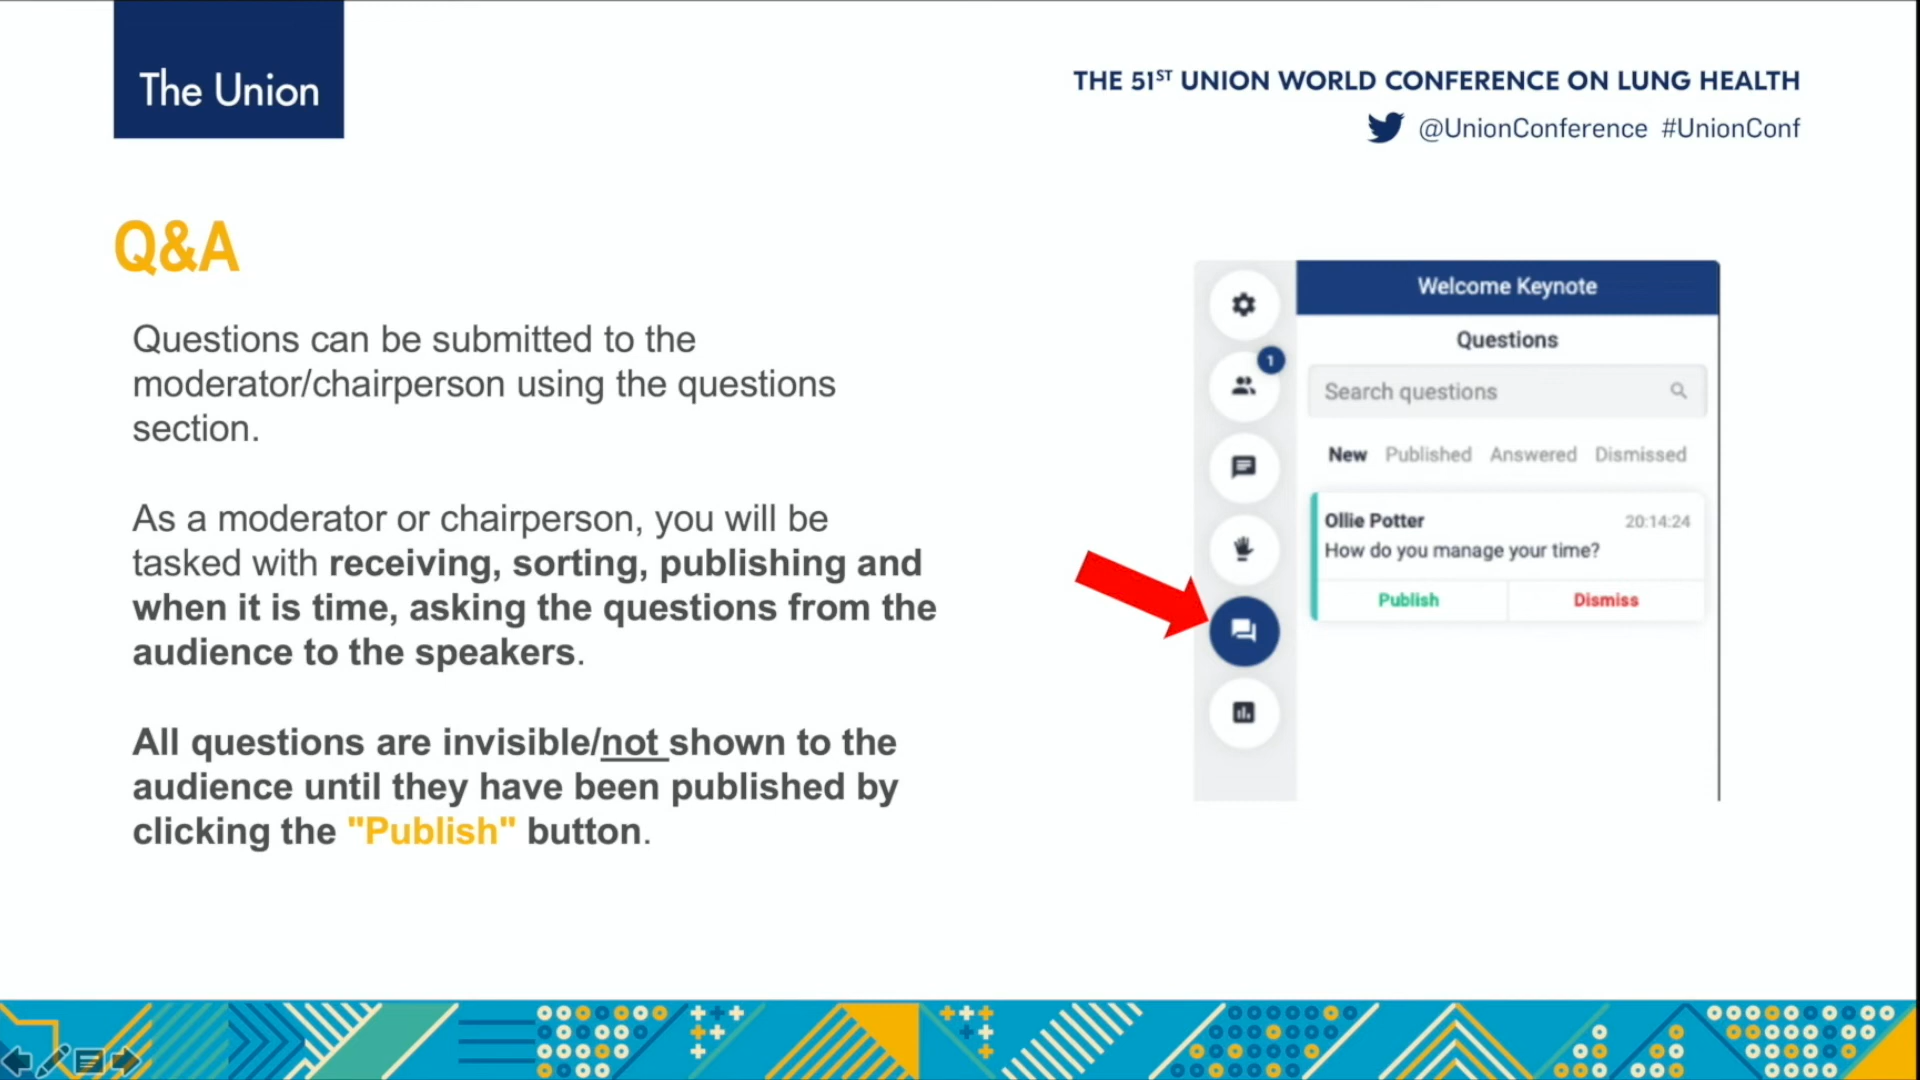 The Union
THE 51ST UNION WORLD CONFERENCE ON LUNG HEALTH
@UnionConference #UnionConf
Q&A
Questions can be submitted to the
moderator/chairperson using the questions
section.
As a moderator or chairperson, you will be
tasked with receiving, sorting, publishing and
when it is time, asking the questions from the
audience to the speakers.
All questions are invisible/not shown to the
audience until they have been published by
clicking the "Publish" button.
Welcome Keynote
Questions
1
Search questions
New Published Answered Dismissed
Ollie Potter 20:14:24
How do you manage your time?
Publish Dismiss